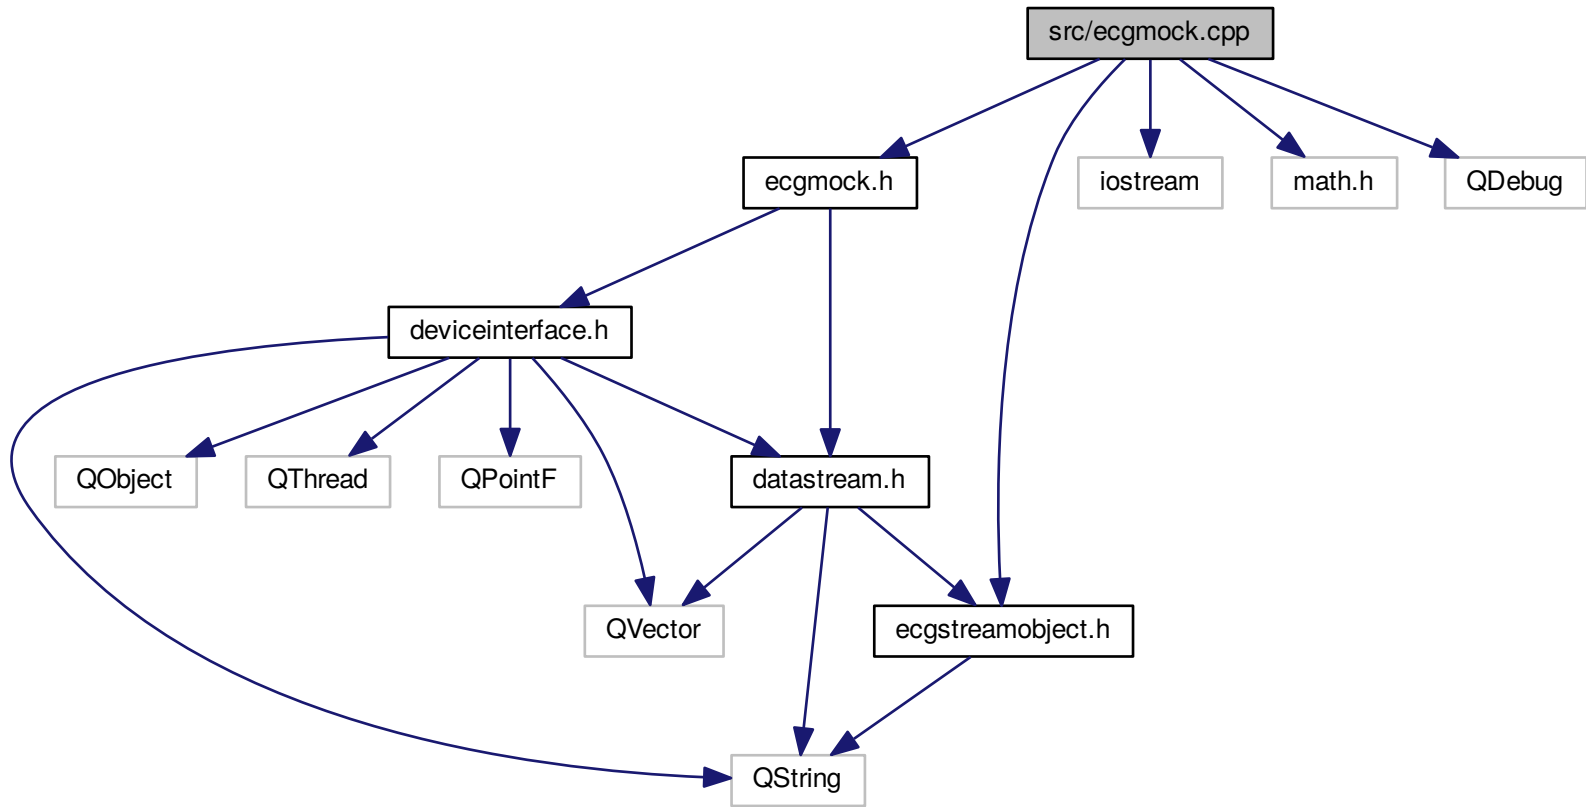 src/ecgmock.cpp
ecgmock.h
iostream
math.h
QDebug
deviceinterface.h
QObject
QThread
QPointF
datastream.h
QVector
ecgstreamobject.h
QString